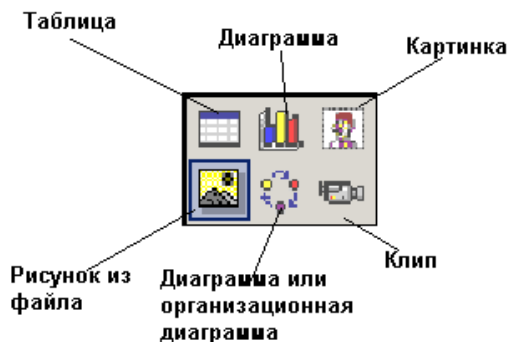 Таблица
Диаграмма
Картинка
Рисунок из
файла
Диаграмма или
организационная
диаграмма
Клип